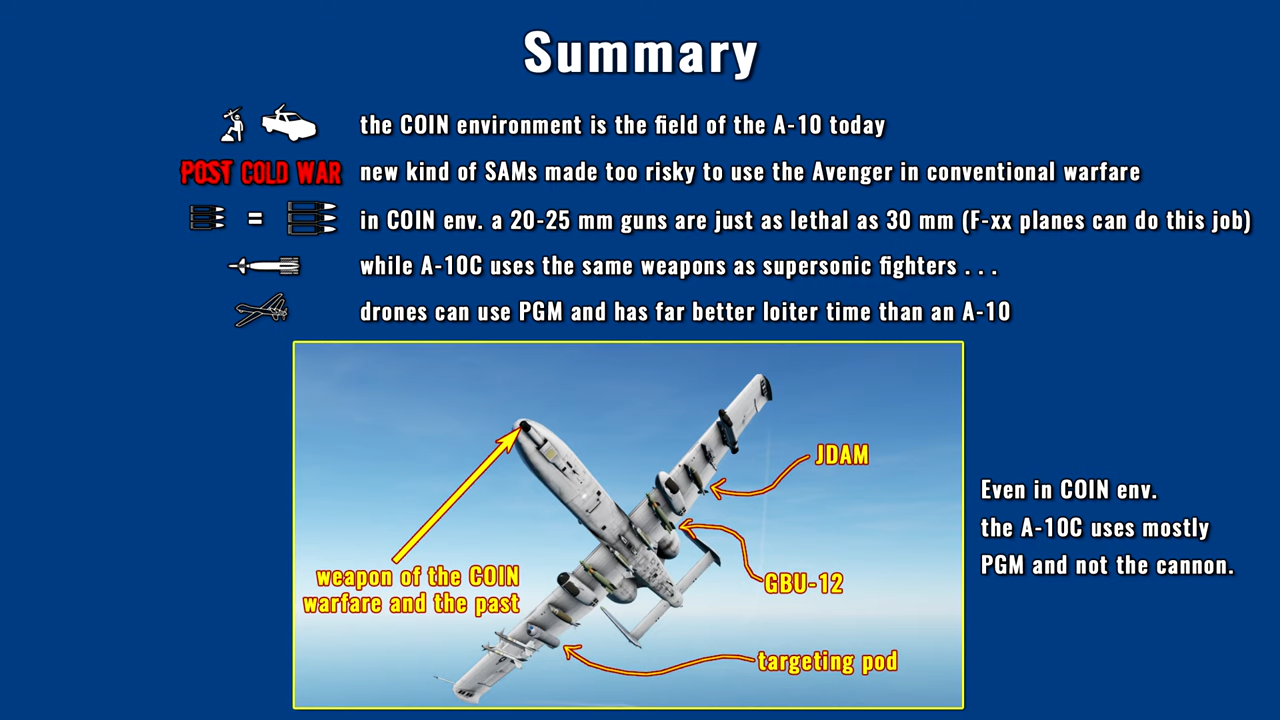 Summary
the COIN environment is the field of the A-10 today
POST COLD WAR new kind of SAMs made too risky to use the Avenger in conventional warfare
= in COIN env. a 20-25 mm guns are just as lethal as 30 mm (F-xx planes can do this job)
while A-10C uses the same weapons as supersonic fighters . . .
drones can use PGM and has far better loiter time than an A-10
JDAM
weapon of the COIN
warfare and the past
GBU-12
targeting pod
Even in COIN env.
the A-10C uses mostly
PGM and not the cannon.